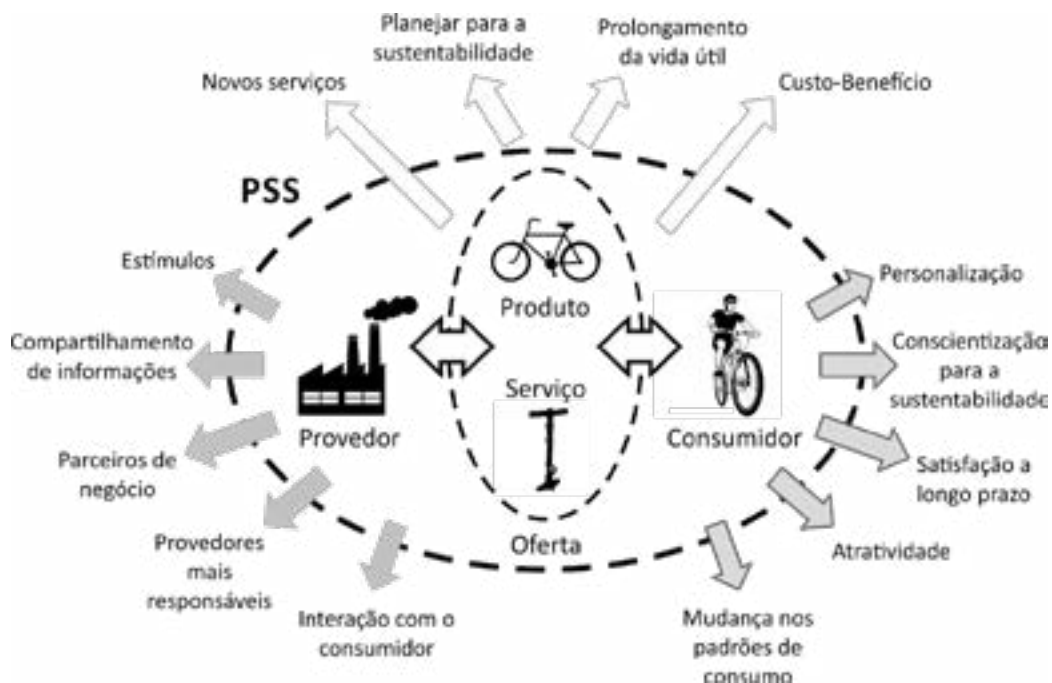 Planejar para a
sustentabilidade
Prolongamento
da vida útil
Novos serviços
Custo-Benefício
PSS
Estímulos
Produto
Personalização
Compartilhamento
de informações
Conscientização
para a
sustentabilidade
Serviço
Provedor
Consumidor
Parceiros de
negócio
Satisfação a
longo prazo
Provedores
mais
responsáveis
Oferta
Atratividade
Interação com o
consumidor
Mudança nos
padrões de
consumo